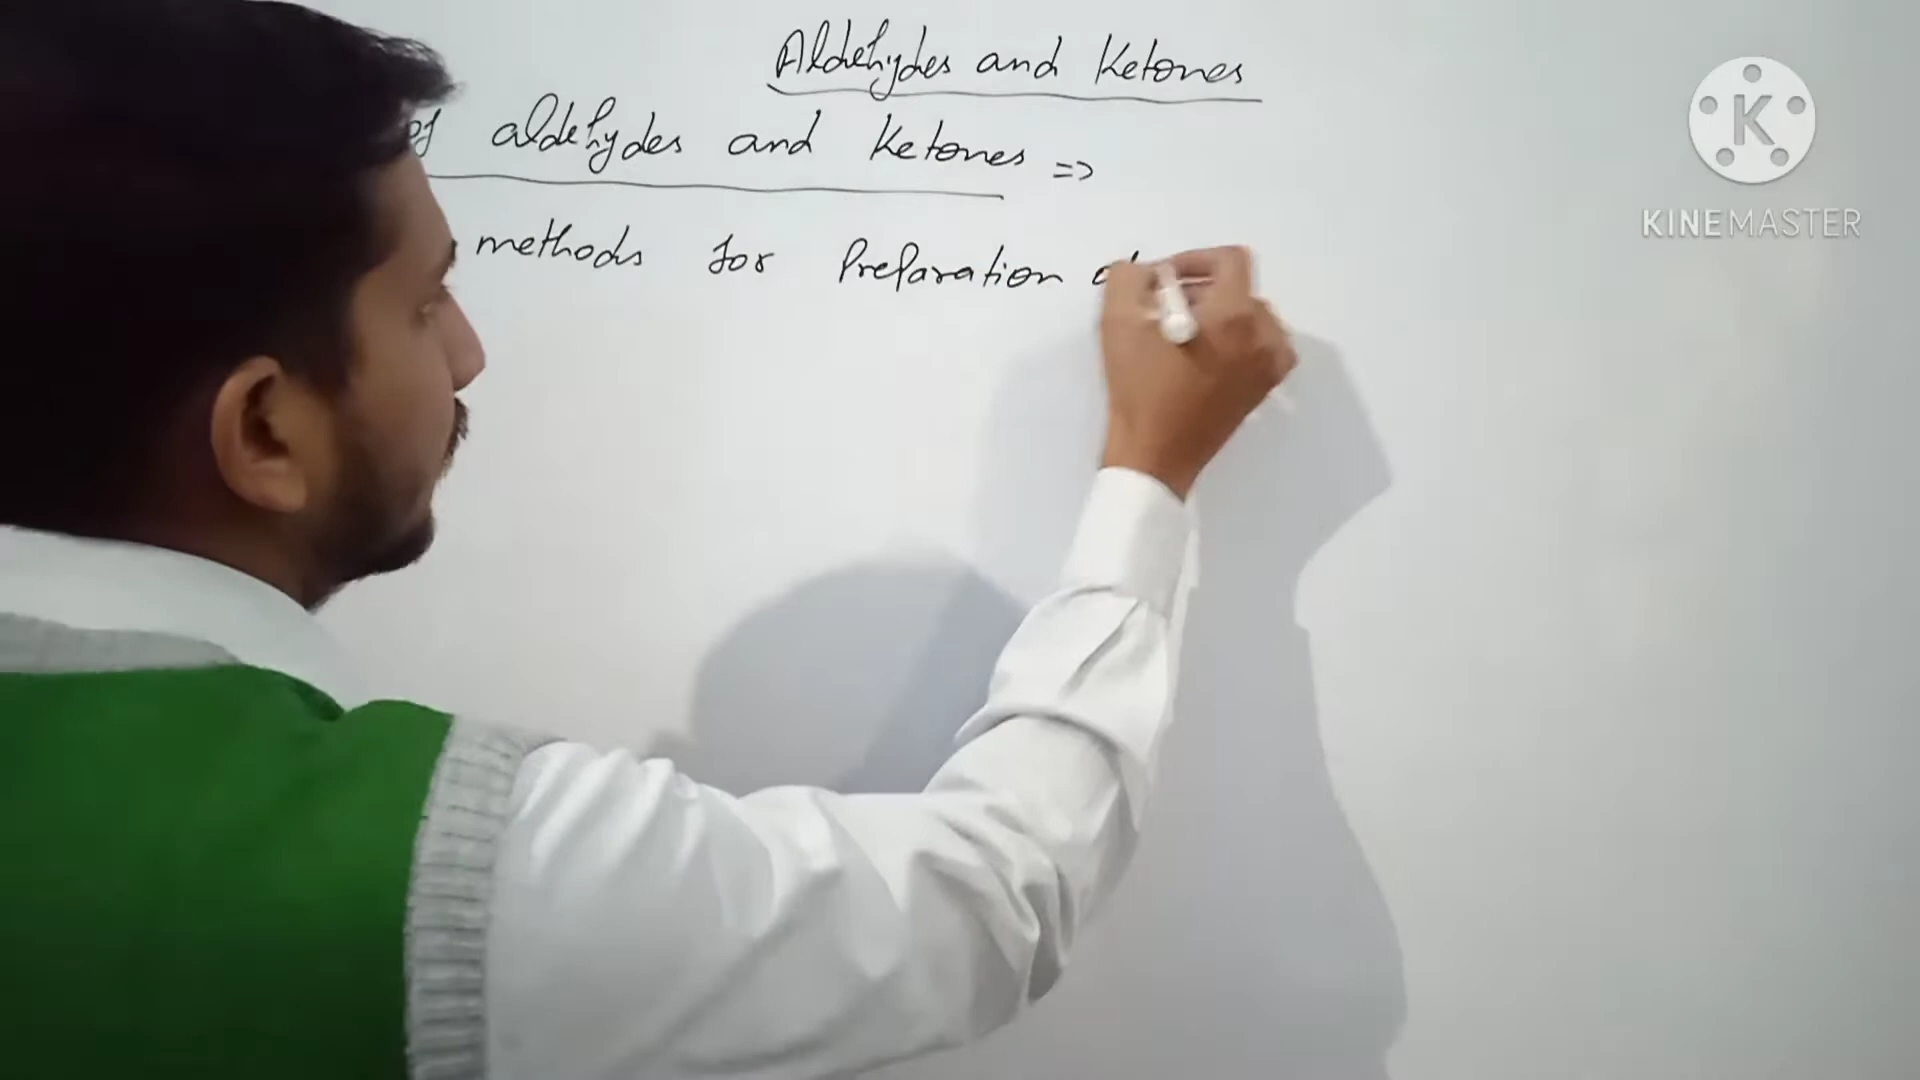 Aldehydes and Ketones
of aldehydes and Ketones =>
methods for Preparation
K
KINEMASTER